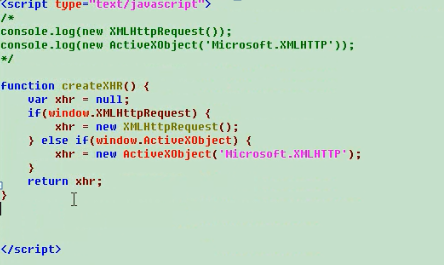 <script type="text/javascript">
/*
console.log(new XMLHttpRequest());
console.log(new ActiveXObject('Microsoft.XMLHTTP'));
*/
function createXHR() {
    var xhr = null;
    if(window.XMLHttpRequest) {
        xhr = new XMLHttpRequest();
    } else if(window.ActiveXObject) {
        xhr = new ActiveXObject('Microsoft.XMLHTTP');
    }
    return xhr;
}
</script>